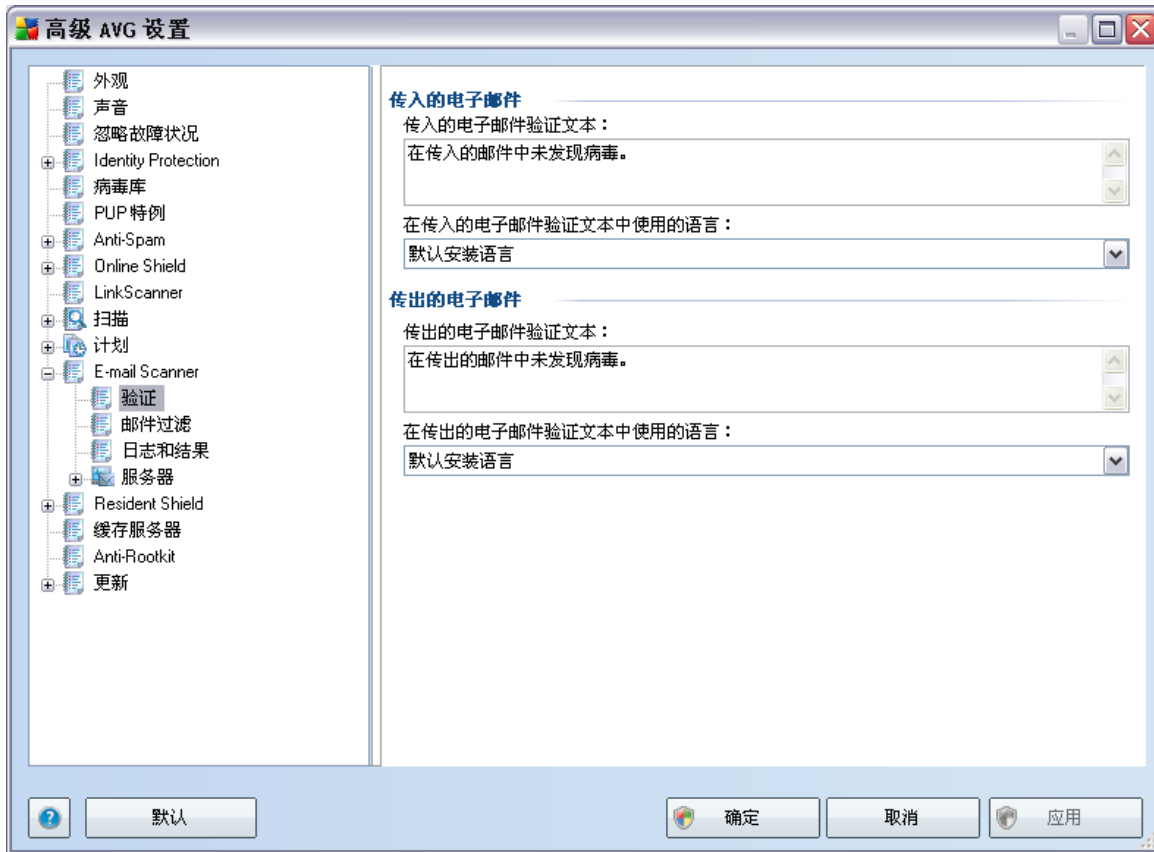 高级 AVG 设置
外观
声音
忽略故障状况
Identity Protection
病毒库
PUP 特例
Anti-Spam
Online Shield
LinkScanner
扫描
计划
E-mail Scanner
验证
邮件过滤
日志和结果
服务器
Resident Shield
缓存服务器
Anti-Rootkit
更新
传入的电子邮件
传入的电子邮件验证文本：
在传入的邮件中未发现病毒。
在传入的电子邮件验证文本中使用的语言：
默认安装语言
传出的电子邮件
传出的电子邮件验证文本：
在传出的邮件中未发现病毒。
在传出的电子邮件验证文本中使用的语言：
默认安装语言
默认
确定
取消
应用